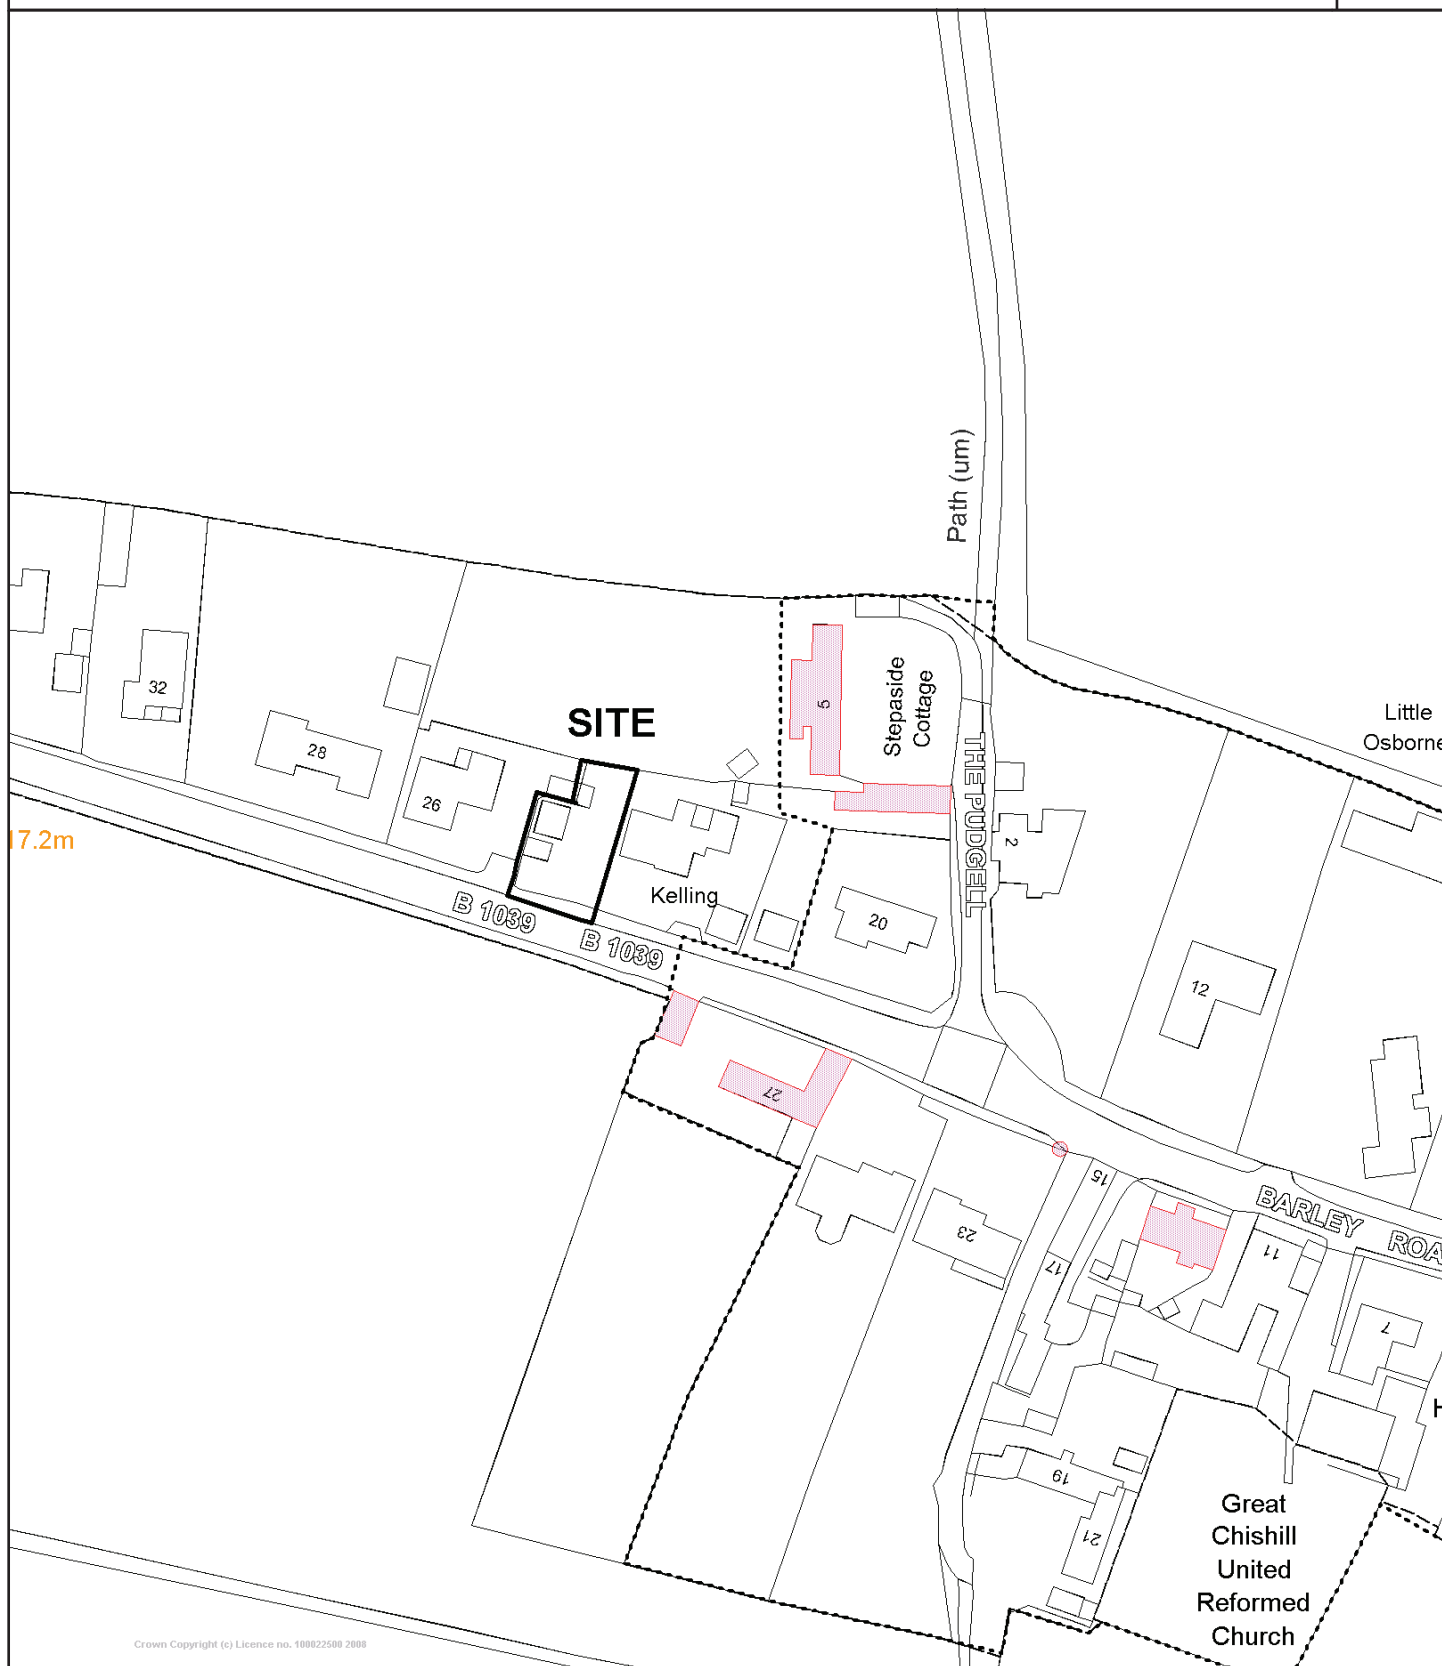 Path (um)
Little
Osborne
SITE
Stepaside
Cottage
5
32
28
26
THE PUDGELL
2
17.2m
Kelling
20
B 1039
B 1039
12
27
15
23
17
BARLEY ROA
11
7
H
19
21
Great
Chishill
United
Reformed
Church
Crown Copyright (c) Licence no. 100022500 2008